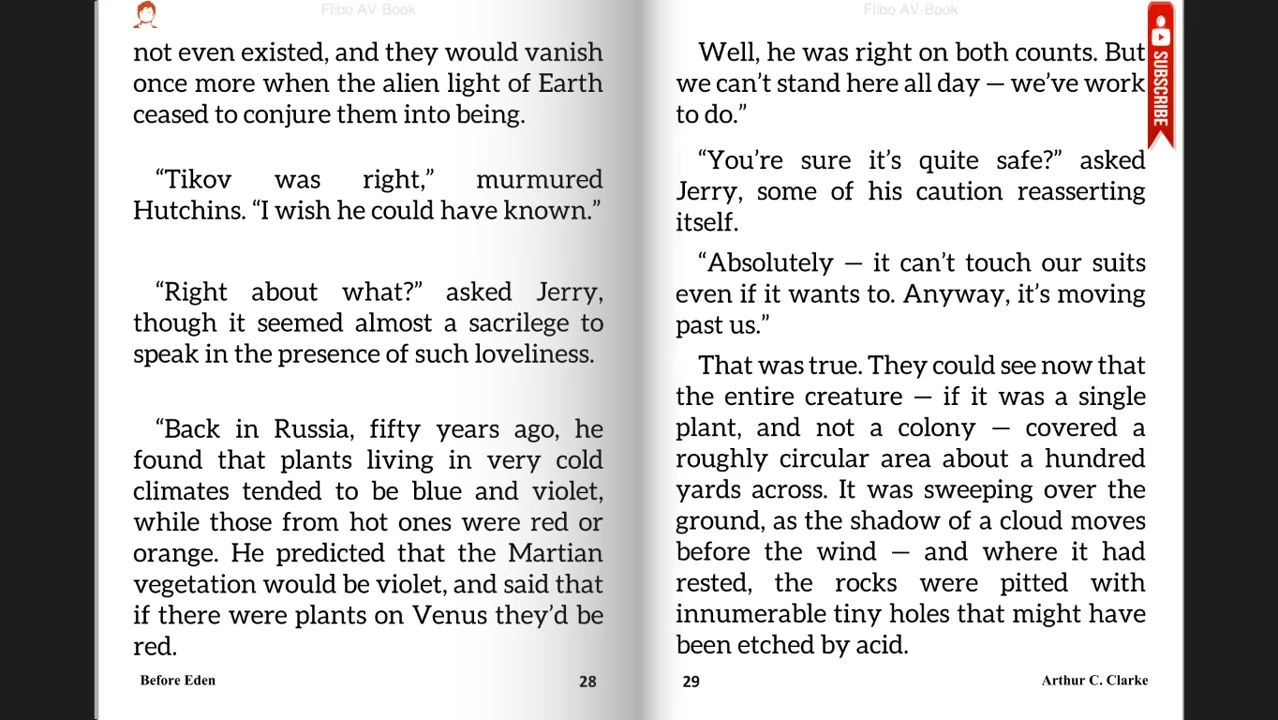 Flibo AV-Book
not even existed, and they would vanish
once more when the alien light of Earth
ceased to conjure them into being.
“Tikov was right,” murmured
Hutchins. “I wish he could have known.”
“Right about what?” asked Jerry,
though it seemed almost a sacrilege to
speak in the presence of such loveliness.
“Back in Russia, fifty years ago, he
found that plants living in very cold
climates tended to be blue and violet,
while those from hot ones were red or
orange. He predicted that the Martian
vegetation would be violet, and said that
if there were plants on Venus they’d be
red.
Before Eden 28
Flibo AV-Book
Well, he was right on both counts. But
we can’t stand here all day — we’ve work
to do.”
“You’re sure it’s quite safe?” asked
Jerry, some of his caution reasserting
itself.
“Absolutely — it can’t touch our suits
even if it wants to. Anyway, it’s moving
past us.”
That was true. They could see now that
the entire creature — if it was a single
plant, and not a colony — covered a
roughly circular area about a hundred
yards across. It was sweeping over the
ground, as the shadow of a cloud moves
before the wind — and where it had
rested, the rocks were pitted with
innumerable tiny holes that might have
been etched by acid.
29 Arthur C. Clarke
SUBSCRIBE